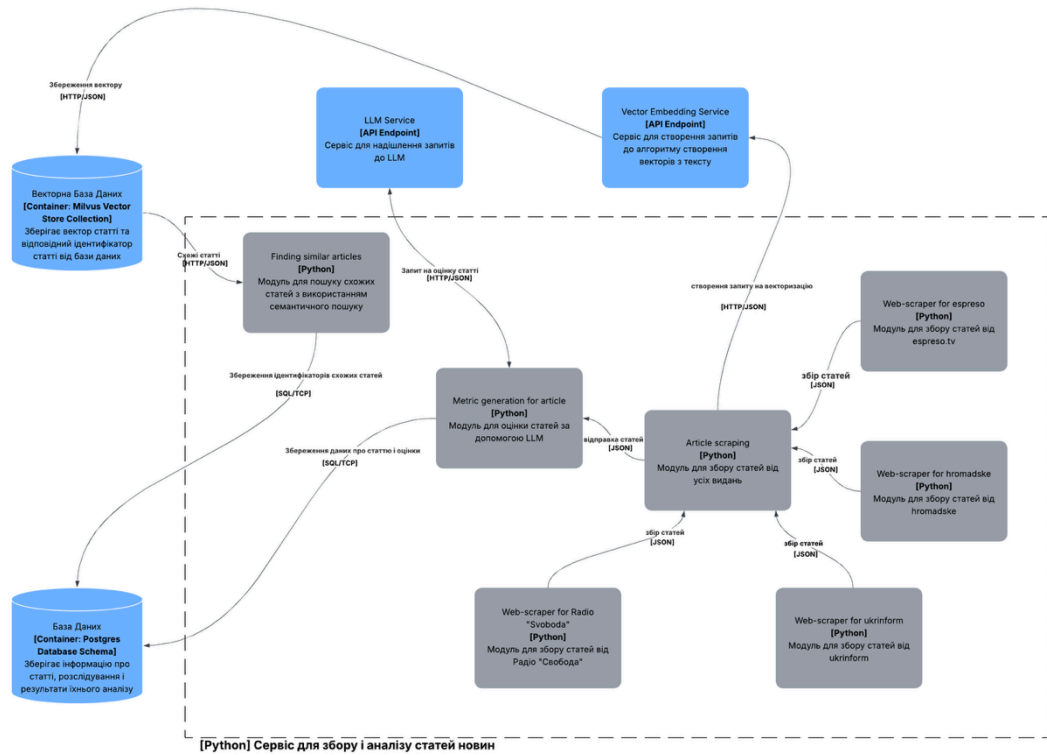 Збереження вектору
[HTTP/JSON]
LLM Service
[API Endpoint]
Сервіс для надішлення запитів
до LLM
Vector Embedding Service
[API Endpoint]
Сервіс для створення запитів
до алгоритму створення
векторів з тексту
Векторна База Даних
[Container: Milvus Vector
Store Collection]
Зберігає вектор статті та
відповідний ідентифікатор
статті від бази даних
Схожі статті
[HTTP/JSON]
Finding similar articles
[Python]
Модуль для пошуку схожих
статей з використанням
семантичного пошуку
Запит на оцінку статті
[HTTP/JSON]
створення запиту на векторизацію
[HTTP/JSON]
Web-scraper for espreso
[Python]
Модуль для збору статей від
espreso.tv
Збереження ідентифікаторів схожих статей
[SQL/TCP]
збір статей
[JSON]
Metric generation for article
[Python]
Модуль для оцінки статей за
допомогою LLM
Збереження даних про статтю і оцінки
[SQL/TCP]
відправка статей
[JSON]
Article scraping
[Python]
Модуль для збору статей від
усіх видань
збір статей
[JSON]
Web-scraper for hromadske
[Python]
Модуль для збору статей від
hromadske
збір статей
[JSON]
збір статей
[JSON]
База Даних
[Container: Postgres
Database Schema]
Зберігає інформацію про
статті, розслідування і
результати їхнього аналізу
Web-scraper for Radio
"Svoboda"
[Python]
Модуль для збору статей від
Радіо "Свобода"
Web-scraper for ukrinform
[Python]
Модуль для збору статей від
ukrinform
[Python] Сервіс для збору і аналізу статей новин